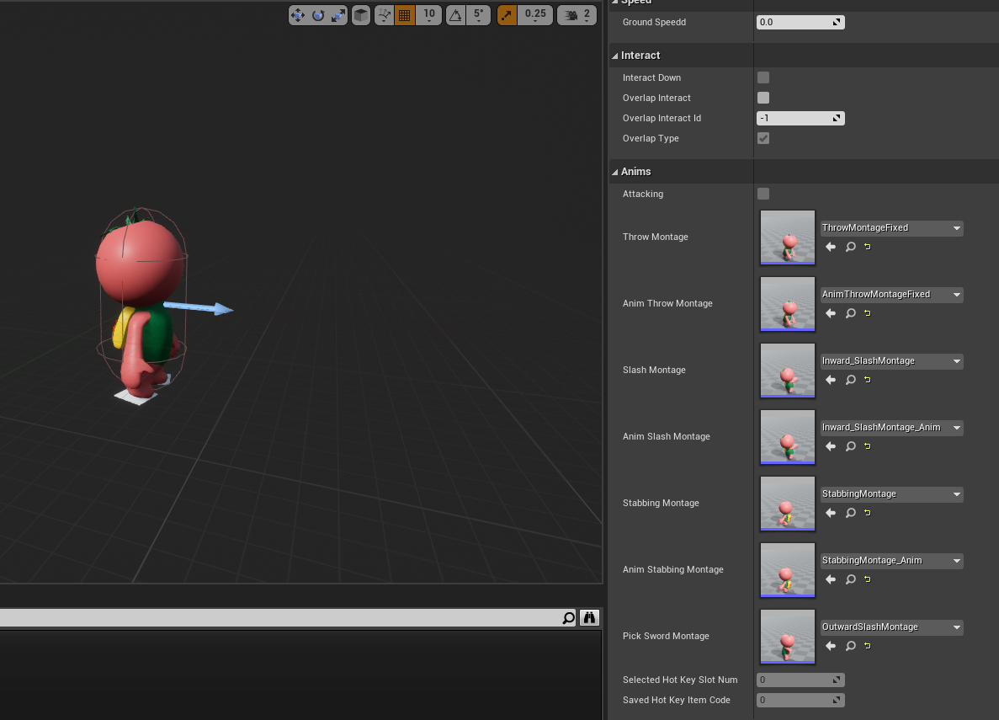 10
5°
0.25
2
Speed
Ground Speedd
0.0
Interact
Interact Down
Overlap Interact
Overlap Interact Id
-1
Overlap Type
Anims
Attacking
Throw Montage
ThrowMontageFixed
Anim Throw Montage
AnimThrowMontageFixed
Slash Montage
Inward_SlashMontage
Anim Slash Montage
Inward_SlashMontage_Anim
Stabbing Montage
StabbingMontage
Anim Stabbing Montage
StabbingMontage_Anim
Pick Sword Montage
OutwardSlashMontage
Selected Hot Key Slot Num
0
Saved Hot Key Item Code
0